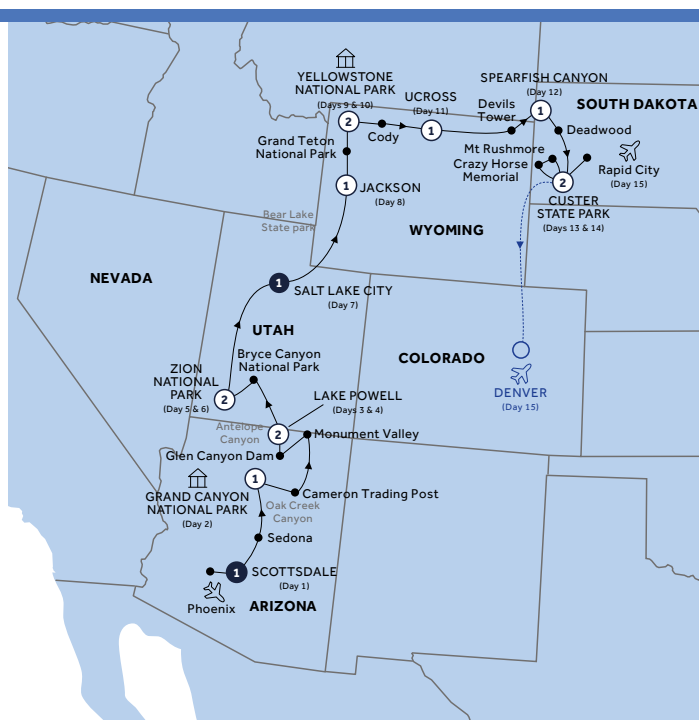 YELLOWSTONE
NATIONAL PARK
(Days 9 & 10)
2
UCROSS
(Day 11)
1
Cody
SPEARFISH CANYON
(Day 12)
1
Devils
Tower
SOUTH DAKOTA
Deadwood
Mt Rushmore
Crazy Horse
Memorial
Rapid City
(Day 15)
2
CUSTER
STATE PARK
(Days 13 & 14)
Grand Teton
National Park
1
JACKSON
(Day 8)
Bear Lake
State park
WYOMING
NEVADA
1
SALT LAKE CITY
(Day 7)
UTAH
Bryce Canyon
National Park
COLORADO
DENVER
(Day 15)
ZION
NATIONAL
PARK
(Day 5 & 6)
2
LAKE POWELL
(Days 3 & 4)
2
Antelope
Canyon
Monument Valley
Glen Canyon Dam
1
GRAND CANYON
NATIONAL PARK
(Day 2)
Cameron Trading Post
Oak Creek
Canyon
Sedona
1
SCOTTSDALE
(Day 1)
Phoenix
ARIZONA